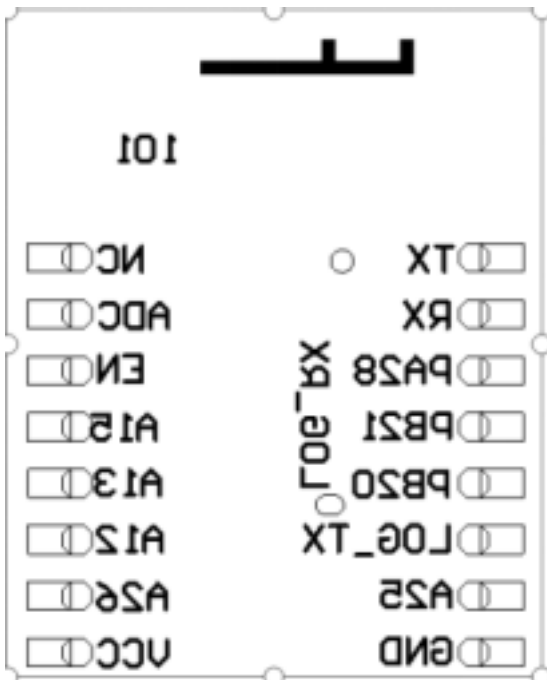 101
NC TX
ADC RX
EN PA28
LOG_RX
A15 PB21
A13 PB20
A12 LOG_TX
A26 A25
VCC GND